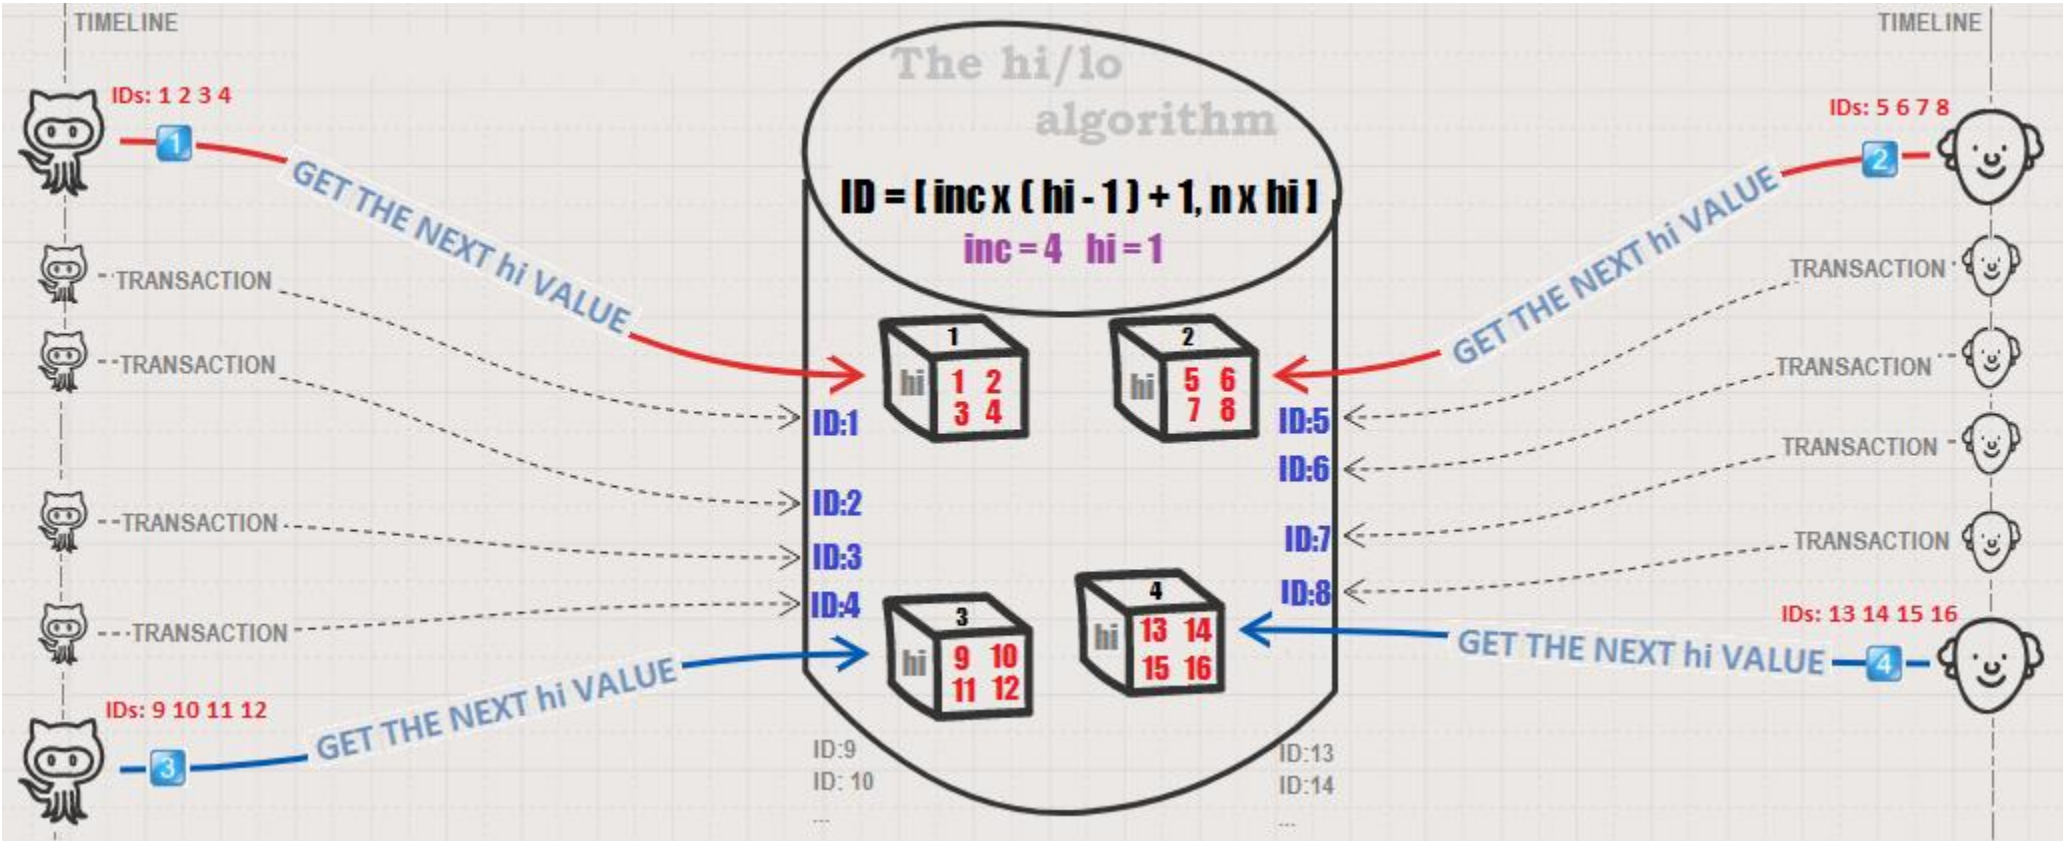 TIMELINE
TIMELINE
The hi/lo
algorithm
IDs: 1 2 3 4
IDs: 5 6 7 8
1
2
GET THE NEXT hi VALUE
GET THE NEXT hi VALUE
ID = [ inc x ( hi - 1 ) + 1, n x hi ]
inc = 4 hi = 1
TRANSACTION
TRANSACTION
TRANSACTION
TRANSACTION
TRANSACTION
TRANSACTION
TRANSACTION
TRANSACTION
1
hi
1 2
3 4
2
hi
5 6
7 8
ID:1
ID:2
ID:3
ID:4
ID:5
ID:6
ID:7
ID:8
3
hi
9 10
11 12
4
hi
13 14
15 16
IDs: 13 14 15 16
GET THE NEXT hi VALUE
4
IDs: 9 10 11 12
3
GET THE NEXT hi VALUE
ID:9
ID: 10
...
ID:13
ID:14
...